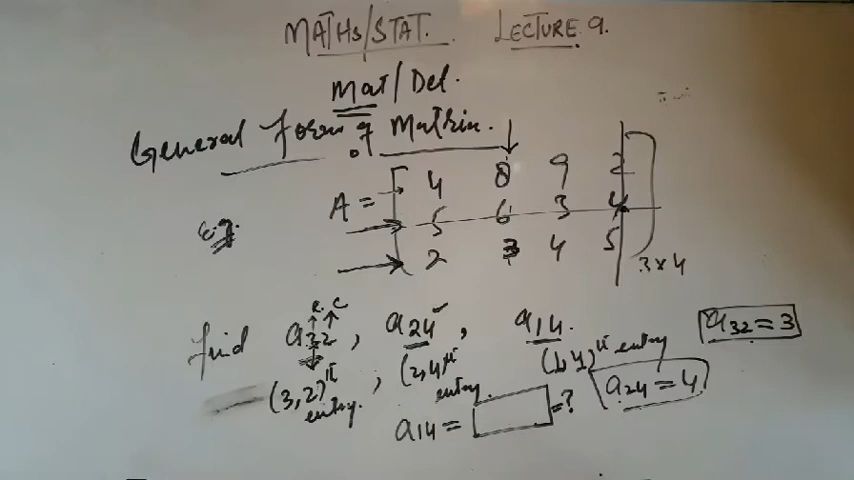 MATHS/STAT. LECTURE 9.
Mat/Det.
General form of Matrix.
e.g. A = [ 4 8 9 2 ]
5 6 3 4
2 3 4 5
3 x 4
R. C
find a32, a24, a14. a32 = 3
(3,2)th entry. , (2,4)th entry. (1,4)th entry a24 = 4
a14 = =?